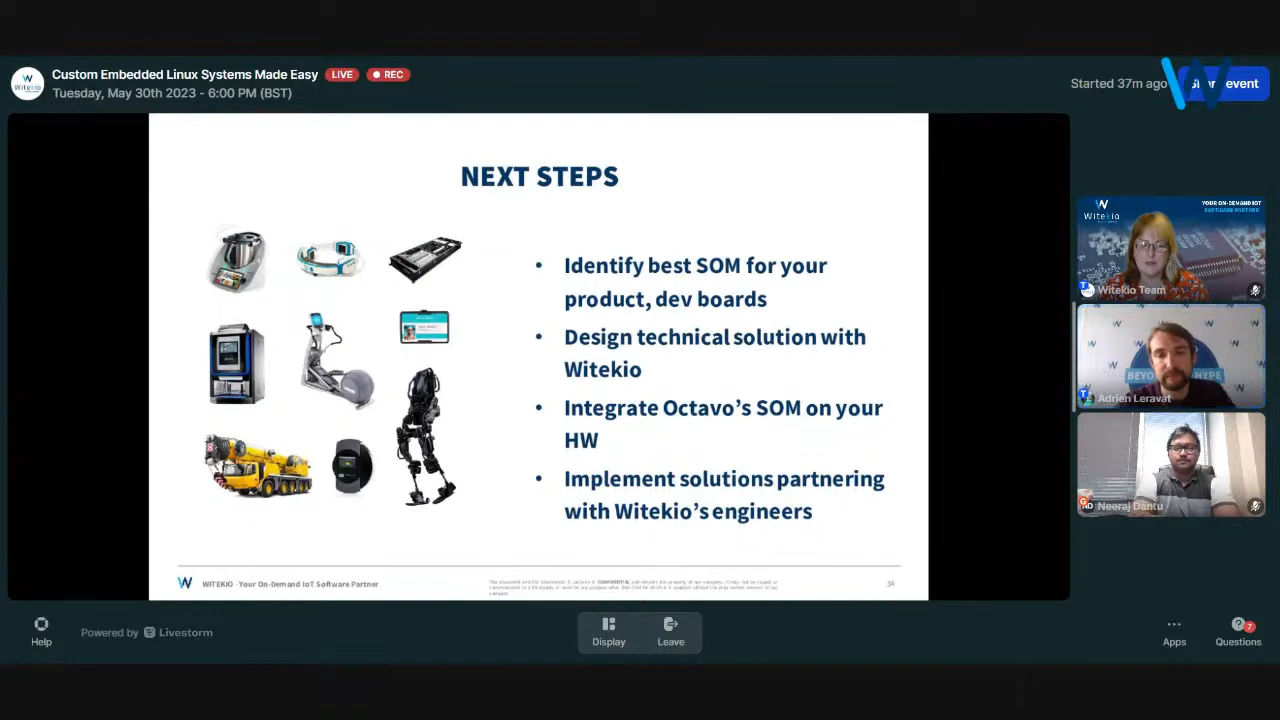 Custom Embedded Linux Systems Made Easy LIVE REC
Tuesday, May 30th 2023 - 6:00 PM (BST)
Started 37m ago
event
Witekio
NEXT STEPS
• Identify best SOM for your
product, dev boards
• Design technical solution with
Witekio
• Integrate Octavo's SOM on your
HW
• Implement solutions partnering
with Witekio's engineers
WITEKIO - Your On-Demand IoT Software Partner
34
Witekio
YOUR ON-DEMAND IOT
SOFTWARE PARTNER
Witekio Team
Adrien Leravat
Neeraj Dantu
Help
Powered by Livestorm
Display
Leave
Apps
7
Questions